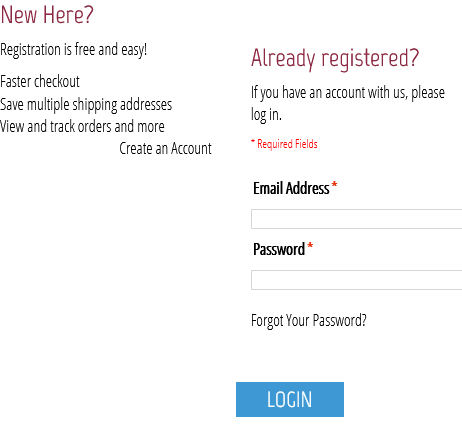 New Here?
Registration is free and easy!
Faster checkout
Save multiple shipping addresses
View and track orders and more
Create an Account
Already registered?
If you have an account with us, please
log in.
* Required Fields
Email Address *
Password *
Forgot Your Password?
LOGIN